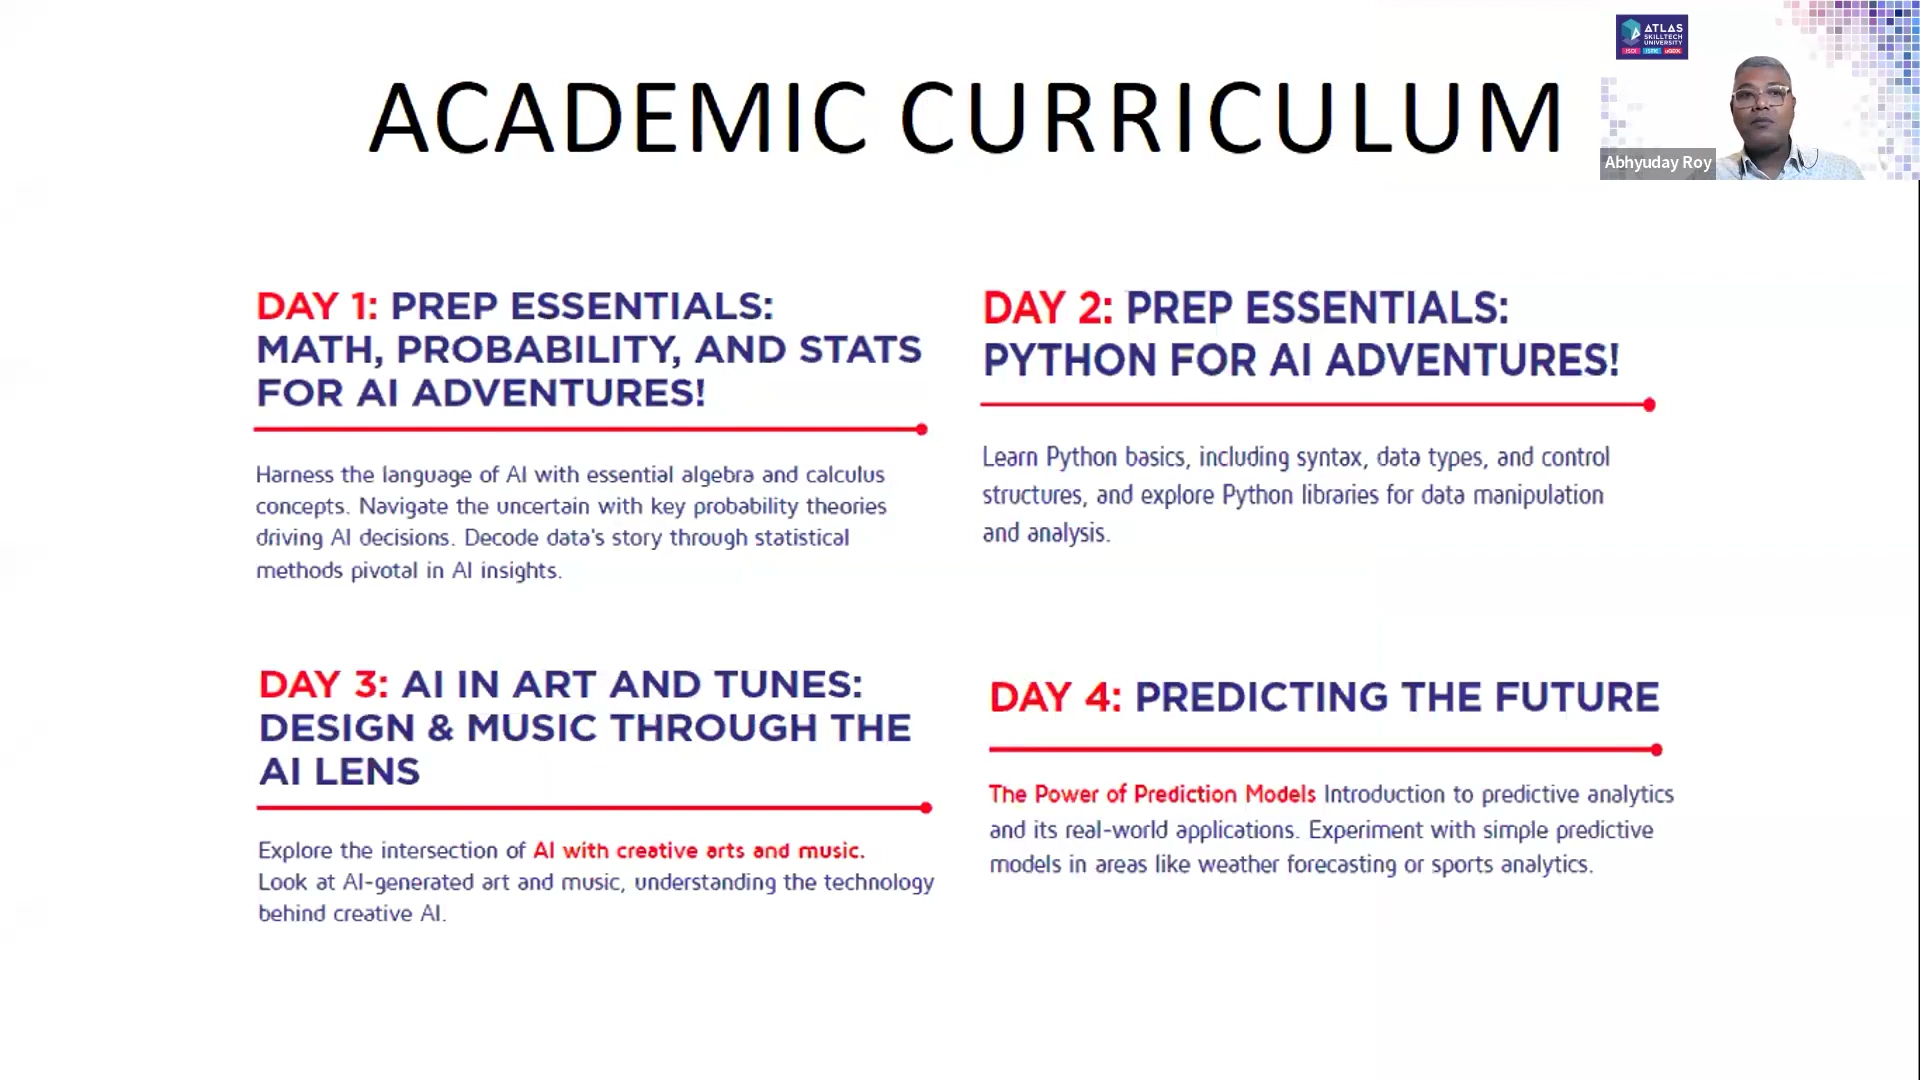 ACADEMIC CURRICULUM
ATLAS
SKILLTECH
UNIVERSITY
ISDI ISME uGDX
Abhyuday Roy
DAY 1: PREP ESSENTIALS:
MATH, PROBABILITY, AND STATS
FOR AI ADVENTURES!
Harness the language of AI with essential algebra and calculus
concepts. Navigate the uncertain with key probability theories
driving AI decisions. Decode data's story through statistical
methods pivotal in AI insights.
DAY 2: PREP ESSENTIALS:
PYTHON FOR AI ADVENTURES!
Learn Python basics, including syntax, data types, and control
structures, and explore Python libraries for data manipulation
and analysis.
DAY 3: AI IN ART AND TUNES:
DESIGN & MUSIC THROUGH THE
AI LENS
Explore the intersection of AI with creative arts and music.
Look at AI-generated art and music, understanding the technology
behind creative AI.
DAY 4: PREDICTING THE FUTURE
The Power of Prediction Models Introduction to predictive analytics
and its real-world applications. Experiment with simple predictive
models in areas like weather forecasting or sports analytics.